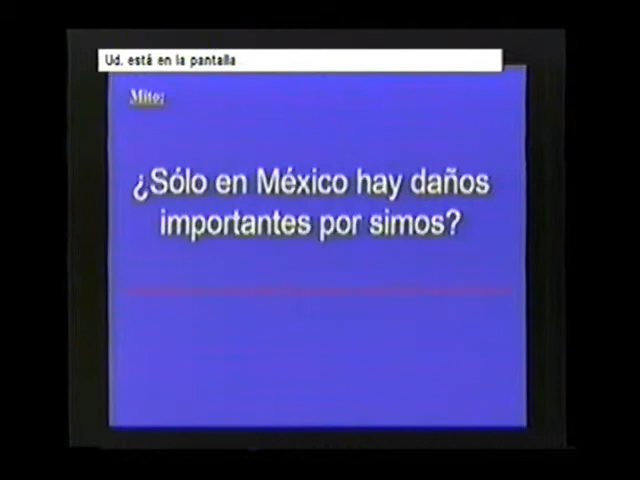 Ud. está en la pantalla
Mito:
¿Sólo en México hay daños
importantes por simos?